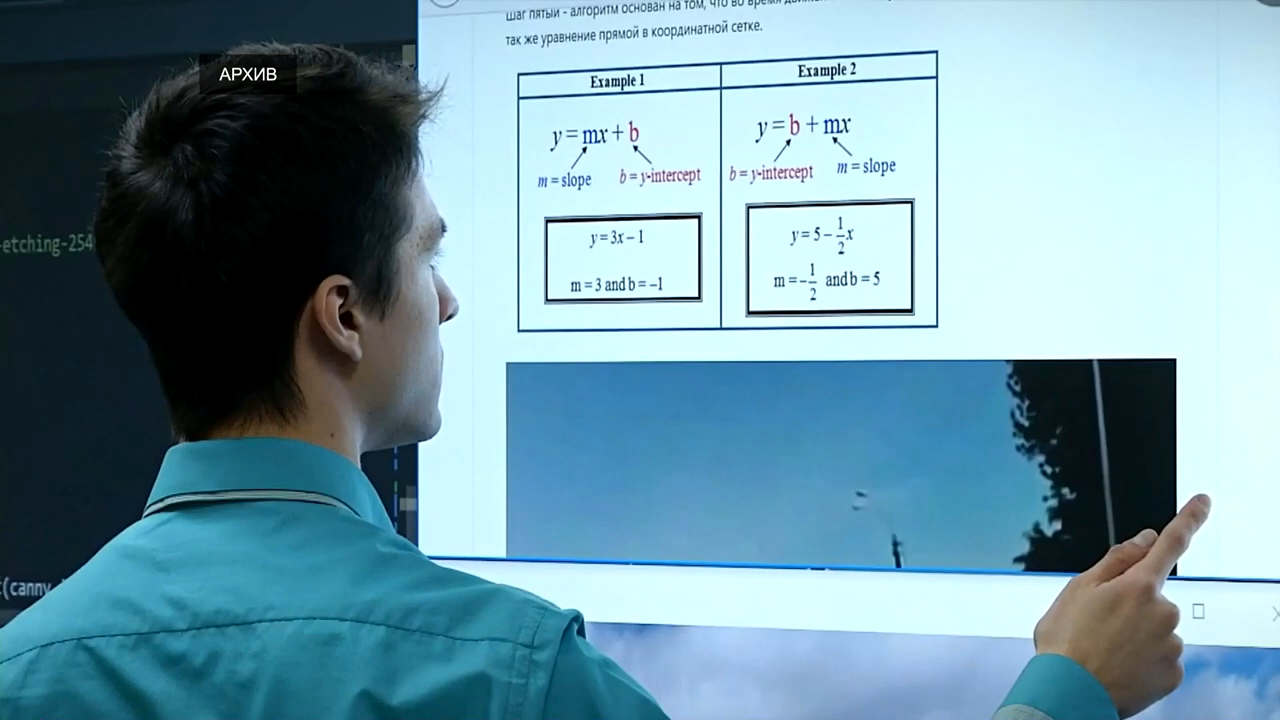 шаг пятый - алгоритм основан на том, что во время
так же уравнение прямой в координатной сетке.
АРХИВ
Example 1
Example 2
y = mx + b
y = b + mx
m = slope
b = y-intercept
b = y-intercept
m = slope
y = 3x – 1
m = 3 and b = –1
y = 5 – 1/2 x
m = – 1/2 and b = 5
-etching-254
(canny